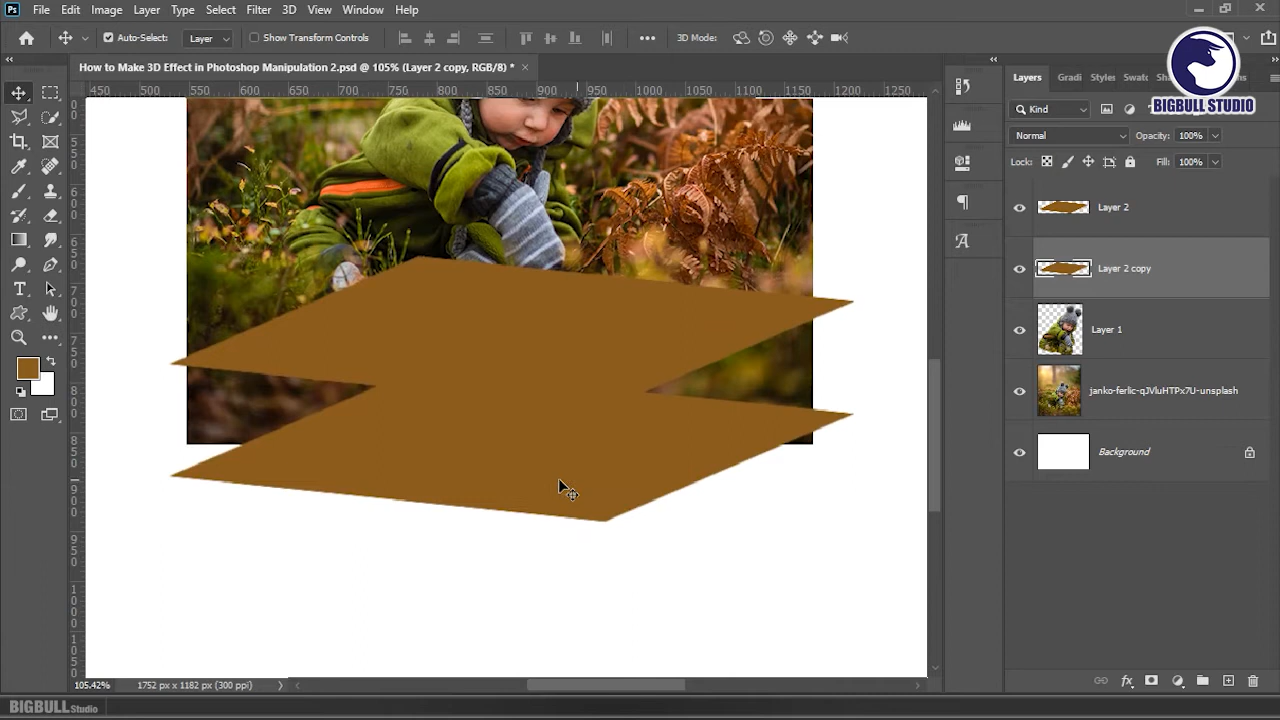 Ps File Edit Image Layer Type Select Filter 3D View Window Help
Auto-Select: Layer Show Transform Controls 3D Mode:
How to Make 3D Effect in Photoshop Manipulation 2.psd @ 105% (Layer 2 copy, RGB/8) *
BIGBULL STUDIO
Layers Gradi Styles Swatc
450 500 550 600 650 700 750 800 850 900 950 1000 1050 1100 1150 1200 1250
Kind
Normal Opacity: 100%
Lock: Fill: 100%
Layer 2
Layer 2 copy
Layer 1
janko-ferlic-qJVluHTPx7U-unsplash
Background
105.42% 1752 px x 1182 px (300 ppi)
BIGBULL Studio